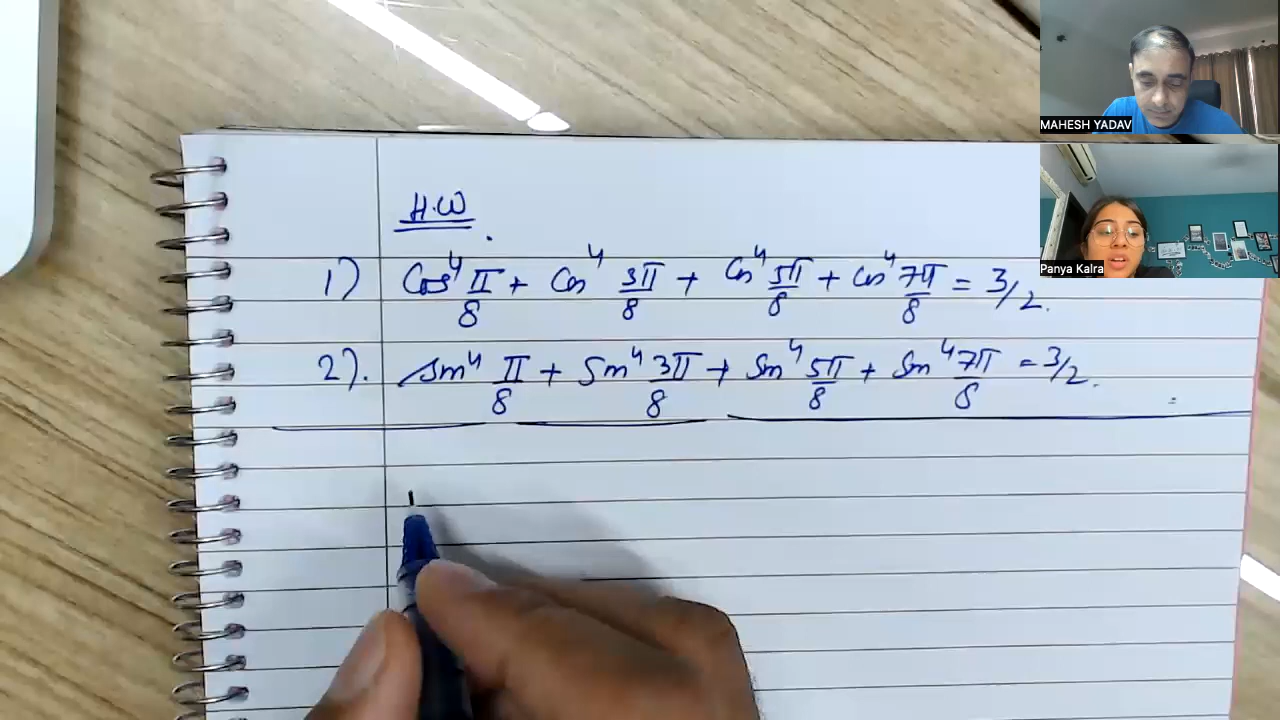 H.W.
1) Cos⁴ π/8 + Cos⁴ 3π/8 + Cos⁴ 5π/8 + Cos⁴ 7π/8 = 3/2.
2). Sin⁴ π/8 + Sin⁴ 3π/8 + Sin⁴ 5π/8 + Sin⁴ 7π/8 = 3/2.
MAHESH YADAV
Panya Kalra